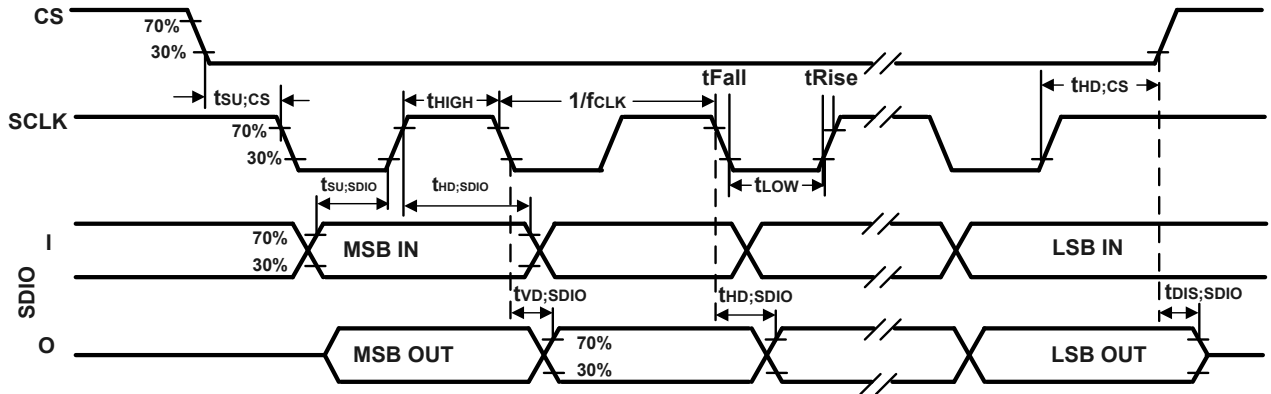 CS
70%
30%
tFall
tRise
tSU;CS
tHIGH
1/fCLK
tHD;CS
SCLK
70%
30%
tLOW
tSU;SDIO
tHD;SDIO
I
70%
30%
MSB IN
LSB IN
SDIO
tVD;SDIO
tHD;SDIO
tDIS;SDIO
O
MSB OUT
70%
30%
LSB OUT